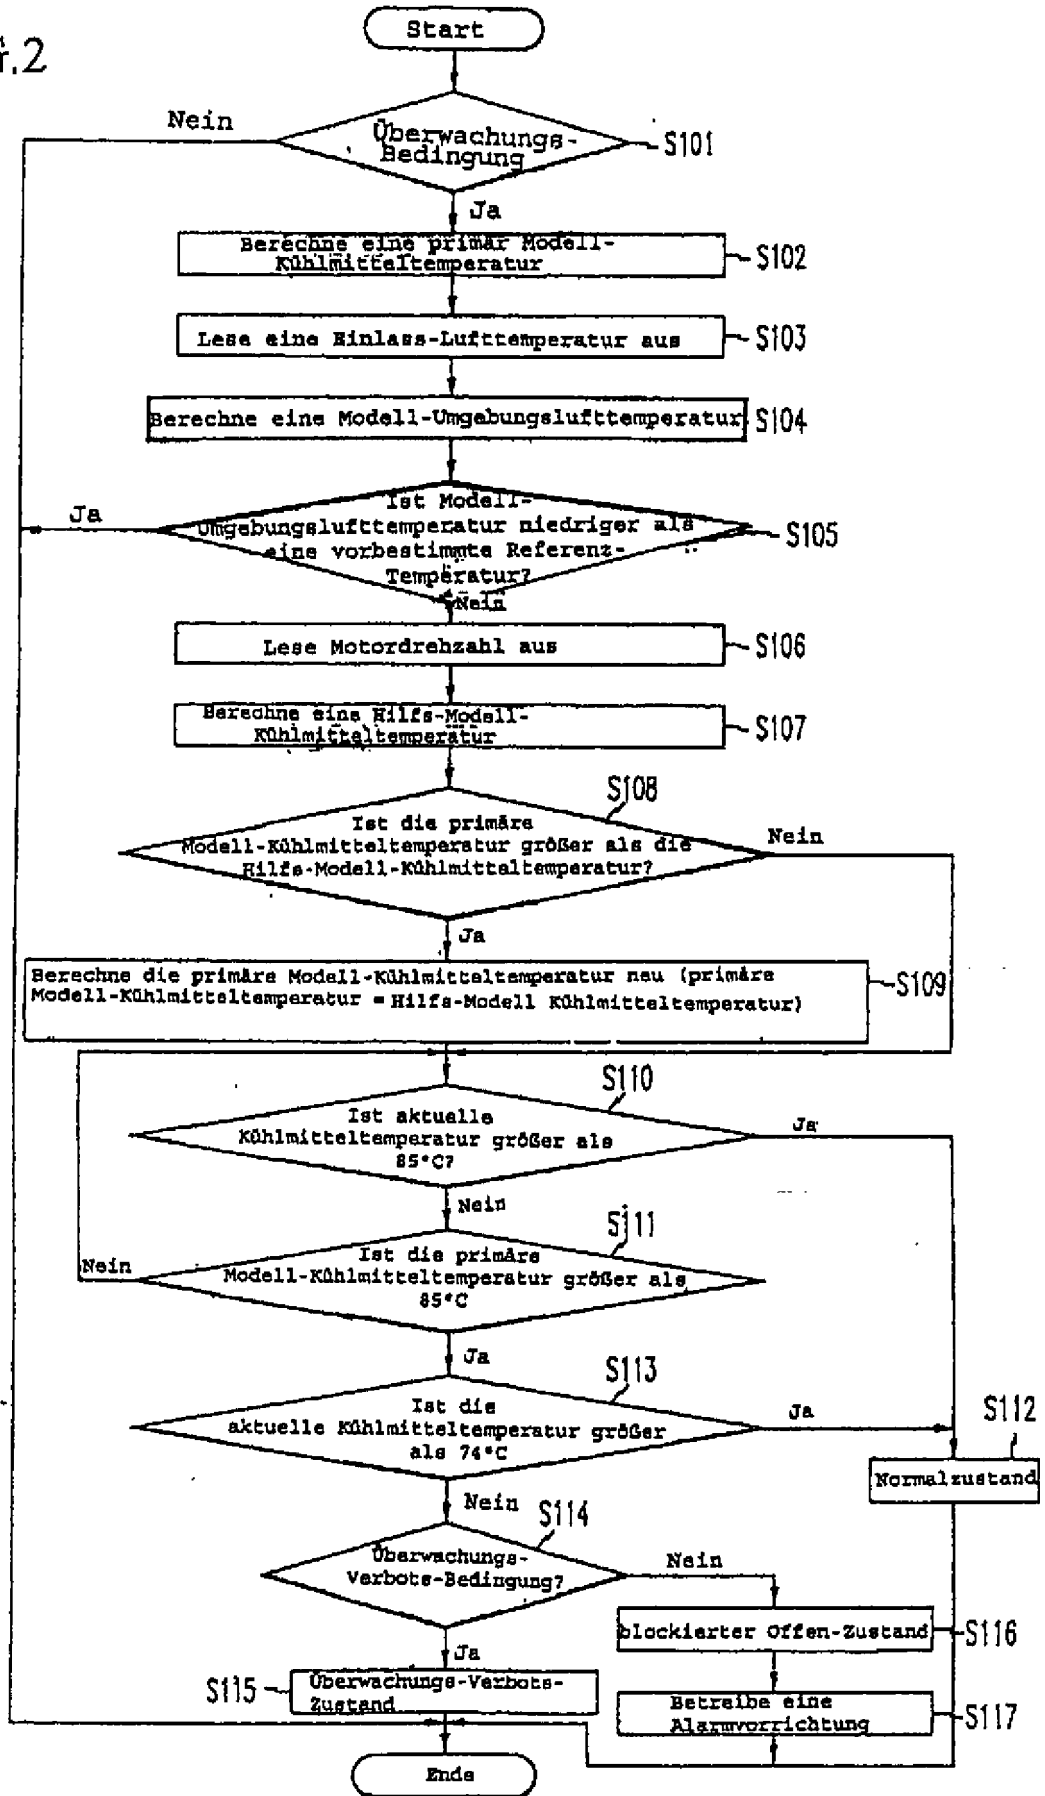 Start
Nein
Überwachungs-
Bedingung
S101
Ja
Berechne eine primär Modell-
Kühlmitteltemperatur
S102
Lese eine Einlass-Lufttemperatur aus
S103
Berechne eine Modell-Umgebungslufttemperatur
S104
Ja
Ist Modell-
Umgebungslufttemperatur niedriger als
eine vorbestimmte Referenz-
Temperatur?
S105
Nein
Lese Motordrehzahl aus
S106
Berechne eine Hilfs-Modell-
Kühlmitteltemperatur
S107
S108
Ist die primäre
Modell-Kühlmitteltemperatur größer als die
Hilfs-Modell-Kühlmitteltemperatur?
Nein
Ja
Berechne die primäre Modell-Kühlmitteltemperatur neu (primäre
Modell-Kühlmitteltemperatur = Hilfs-Modell Kühlmitteltemperatur)
S109
S110
Ist aktuelle
Kühlmitteltemperatur größer als
85°C?
Ja
Nein
S111
Ist die primäre
Modell-Kühlmitteltemperatur größer als
85°C
Nein
Ja
S113
Ist die
aktuelle Kühlmitteltemperatur größer
als 74°C
Ja
S112
Normalzustand
Nein
S114
Überwachungs-
Verbots-Bedingung?
Nein
blockierter Offen-Zustand
S116
Ja
S115
Überwachungs-Verbots-
Zustand
Betreibe eine
Alarmvorrichtung
S117
Ende